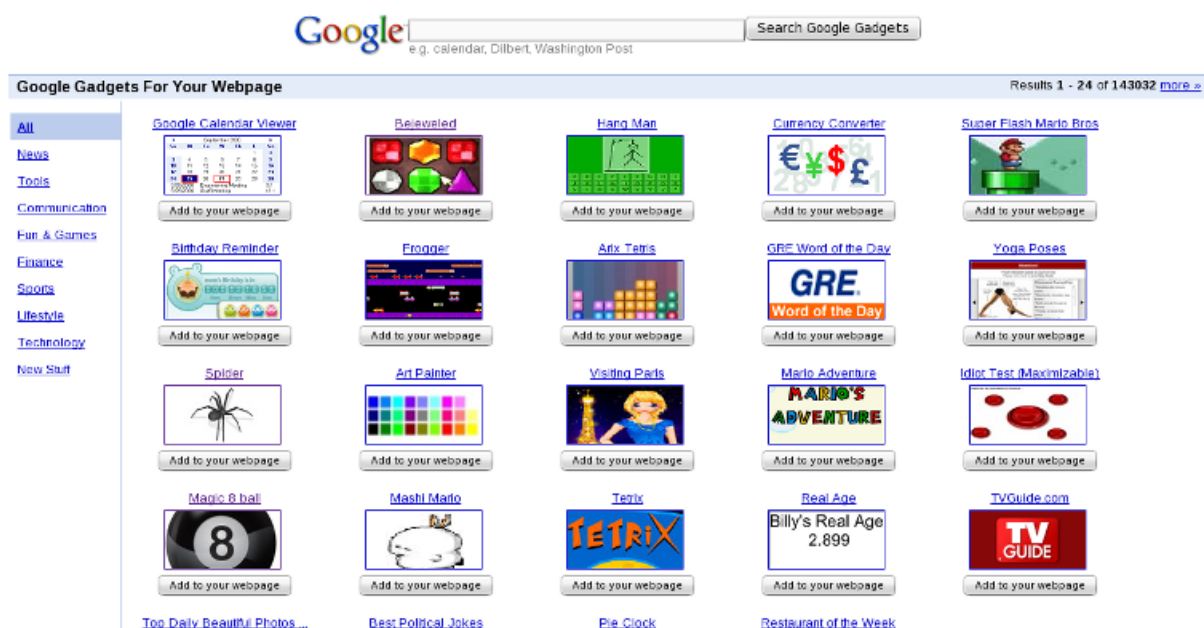 Google
Search Google Gadgets
e.g. calendar, Dilbert, Washington Post
Google Gadgets For Your Webpage
Results 1 - 24 of 143032 more »
All
News
Tools
Communication
Fun & Games
Finance
Sports
Lifestyle
Technology
New Stuff
Google Calendar Viewer
Bejeweled
Hang Man
Currency Converter
Super Flash Mario Bros
Add to your webpage
Add to your webpage
Add to your webpage
Add to your webpage
Add to your webpage
Birthday Reminder
Frogger
Arix Tetris
GRE Word of the Day
Yoga Poses
GRE
Word of the Day
Add to your webpage
Add to your webpage
Add to your webpage
Add to your webpage
Add to your webpage
Spider
Art Painter
Visiting Paris
Mario Adventure
Idiot Test (Maximizable)
MARIO'S
ADVENTURE
Add to your webpage
Add to your webpage
Add to your webpage
Add to your webpage
Add to your webpage
Magic 8 ball
Mashi Mario
Tetrix
Real Age
TVGuide.com
8
TETRiX
Billy's Real Age
2.899
TV
GUIDE
Add to your webpage
Add to your webpage
Add to your webpage
Add to your webpage
Add to your webpage
Top Daily Beautiful Photos ...
Best Political Jokes
Pie Clock
Restaurant of the Week